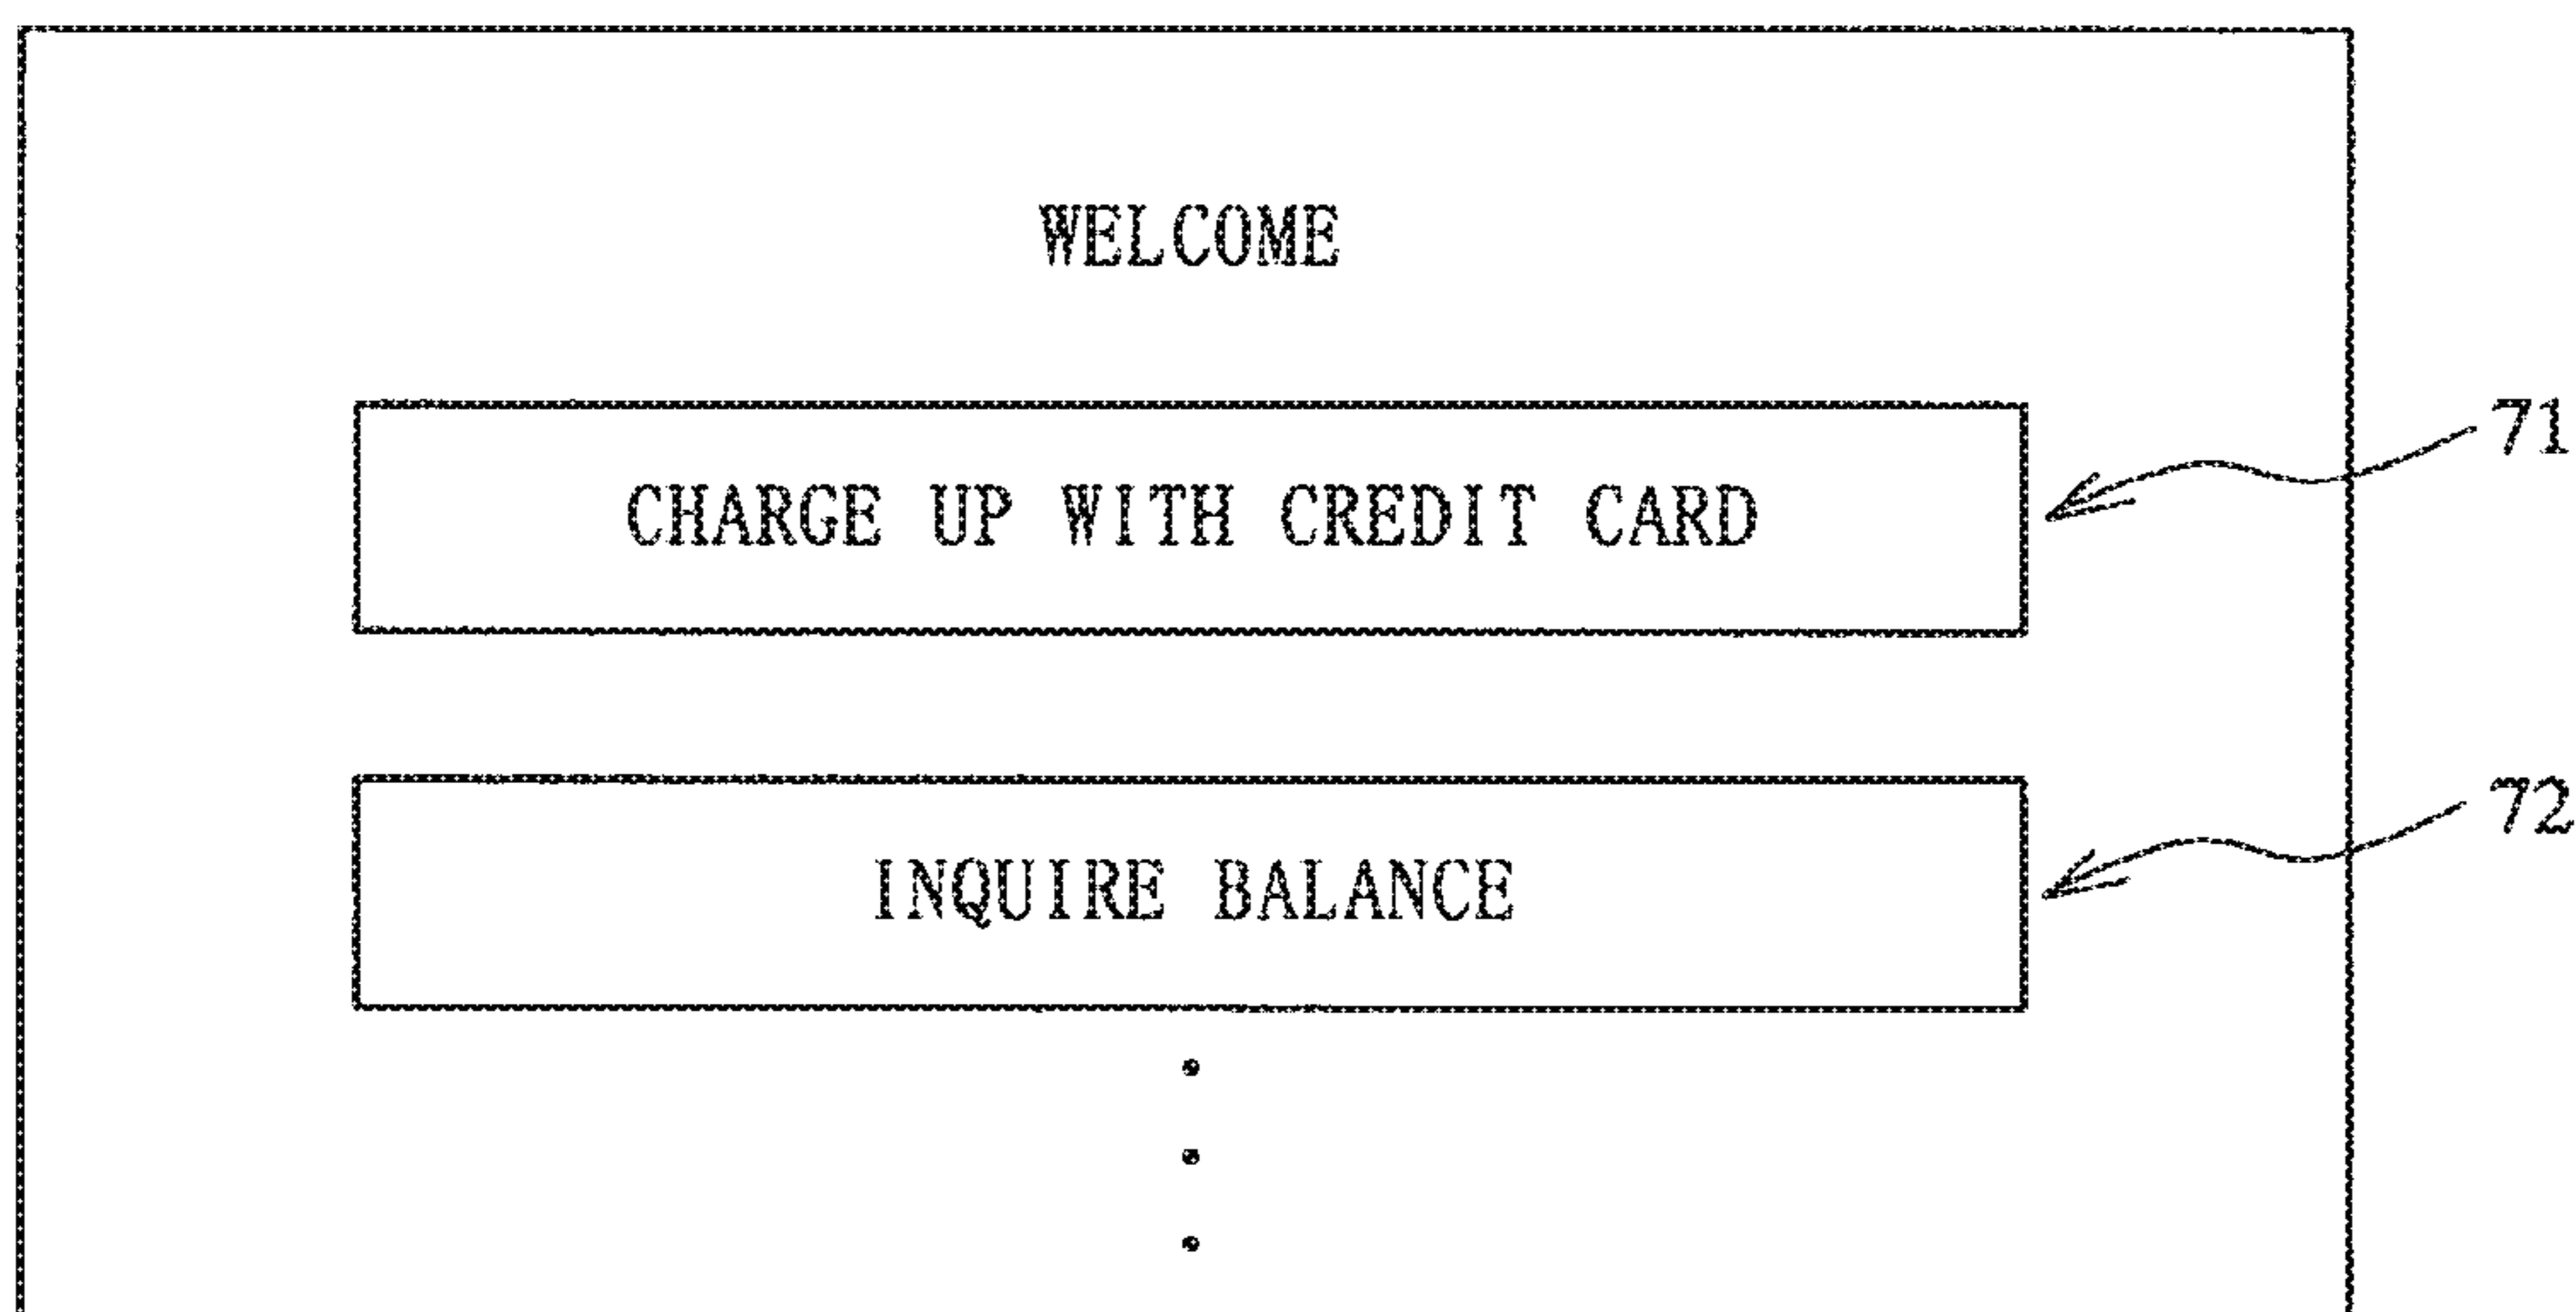 WELCOME
CHARGE UP WITH CREDIT CARD
71
INQUIRE BALANCE
72